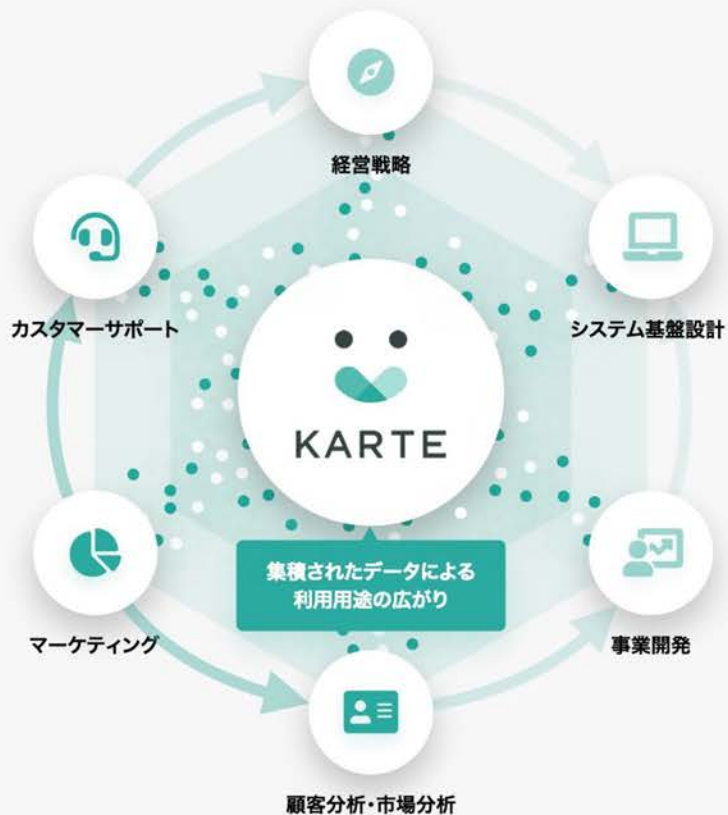 経営戦略
カスタマーサポート
システム基盤設計
KARTE
集積されたデータによる
利用用途の広がり
マーケティング
事業開発
顧客分析・市場分析